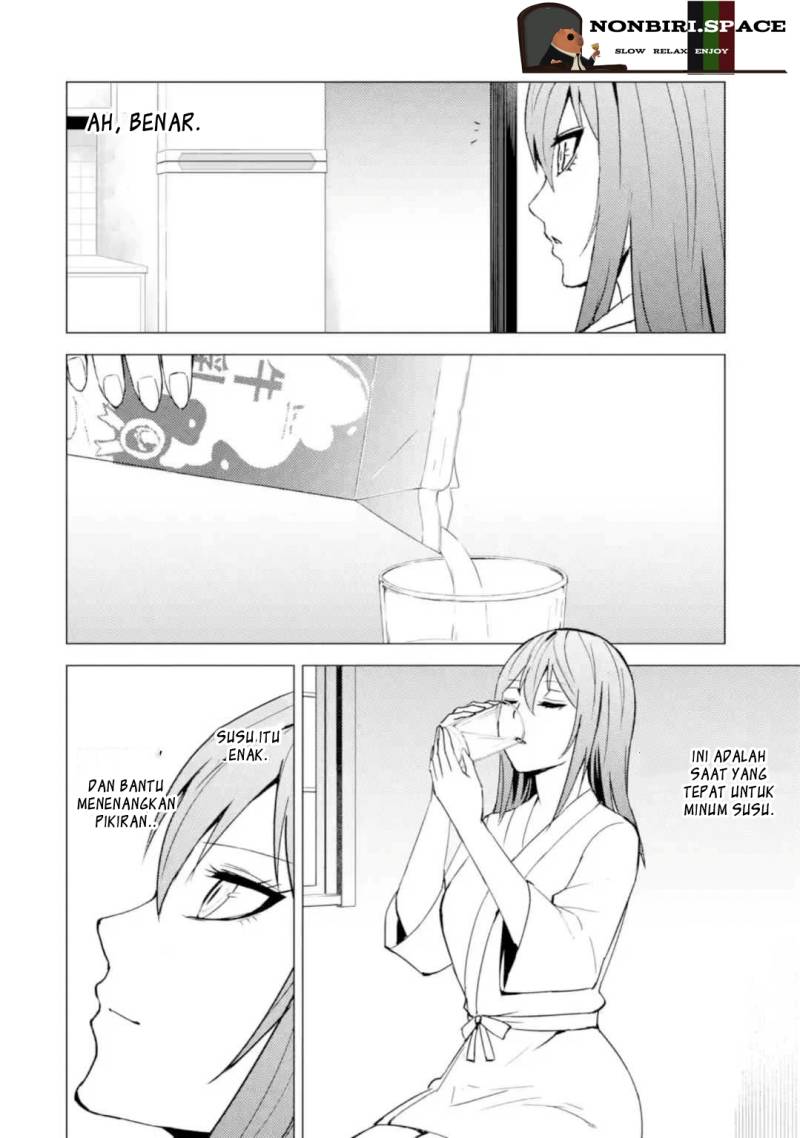 NONBIRI.SPACE
SLOW RELAX ENJOY
AH, BENAR.
牛
INI ADALAH
SAAT YANG
TEPAT UNTUK
MINUM SUSU.
SUSU ITU
ENAK.
DAN BANTU
MENENANGKAN
PIKIRAN..